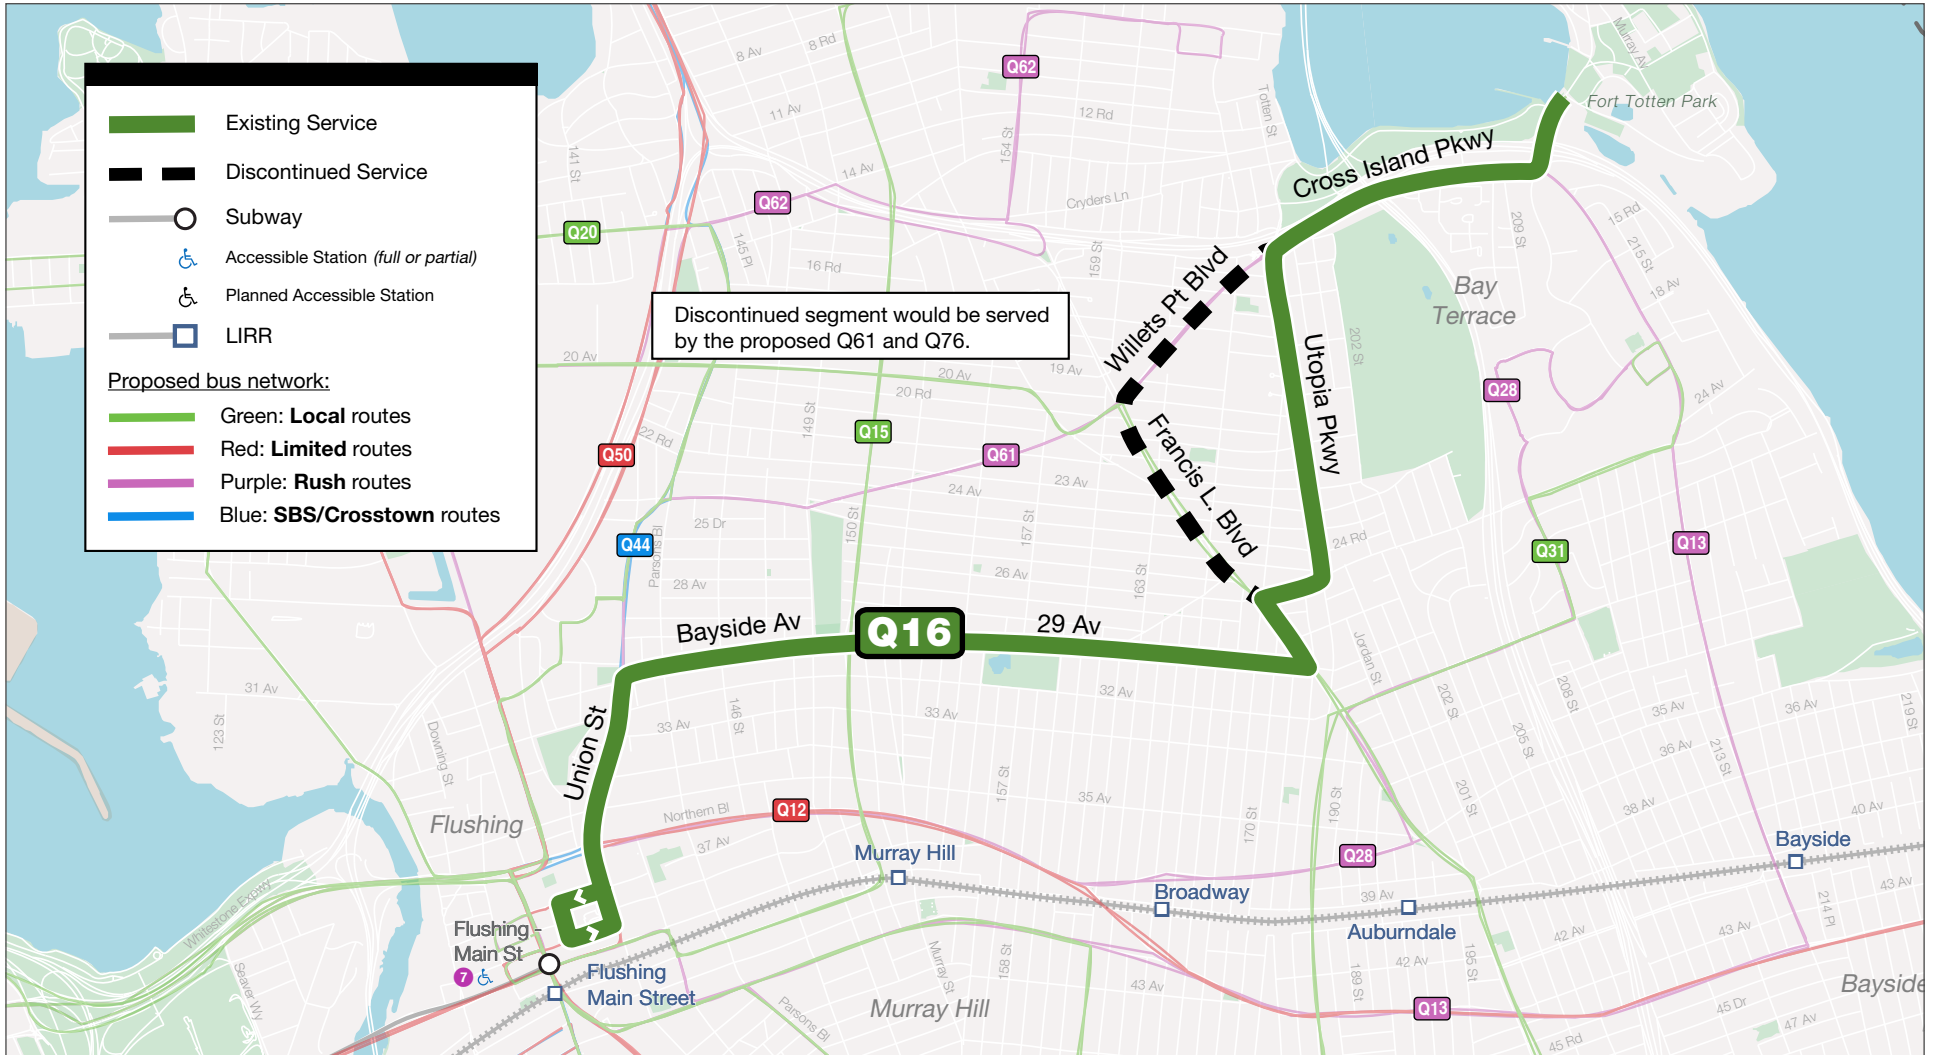 Existing Service
Discontinued Service
Subway
Accessible Station (full or partial)
Planned Accessible Station
LIRR
Proposed bus network:
Green: Local routes
Red: Limited routes
Purple: Rush routes
Blue: SBS/Crosstown routes
Discontinued segment would be served
by the proposed Q61 and Q76.
8 Av
8 Rd
Q62
Totten St
Murray Av
Fort Totten Park
11 Av
12 Rd
154 St
141 St
14 Av
Cross Island Pkwy
Q62
Cryders Ln
Q20
145 Pl
16 Rd
159 St
209 St
15 Rd
215 St
Willets Pt Blvd
Bay
Terrace
18 Av
20 Av
19 Av
20 Av
20 Rd
202 St
Utopia Pkwy
Q28
24 Av
149 St
Q15
22 Rd
Q50
Q61
Francis L. Blvd
24 Av
23 Av
25 Dr
150 St
157 St
24 Rd
Q44
Parsons Bl
Q31
Q13
28 Av
26 Av
163 St
Bayside Av
Q16
29 Av
Jordan St
31 Av
32 Av
202 St
208 St
123 St
Downing St
Union St
33 Av
146 St
33 Av
205 St
35 Av
36 Av
36 Av
213 St
219 St
157 St
35 Av
170 St
190 St
201 St
38 Av
40 Av
Flushing
Northern Bl
Q12
37 Av
Murray Hill
Q28
Bayside
Broadway
39 Av
Auburndale
43 Av
214 Pl
Whitestone Expwy
Flushing -
Main St
7
Flushing
Main Street
Seaver Wy
Murray St
158 St
43 Av
189 St
42 Av
195 St
42 Av
43 Av
Parsons Bl
Murray Hill
Q13
Bayside
45 Dr
45 Rd
47 Av